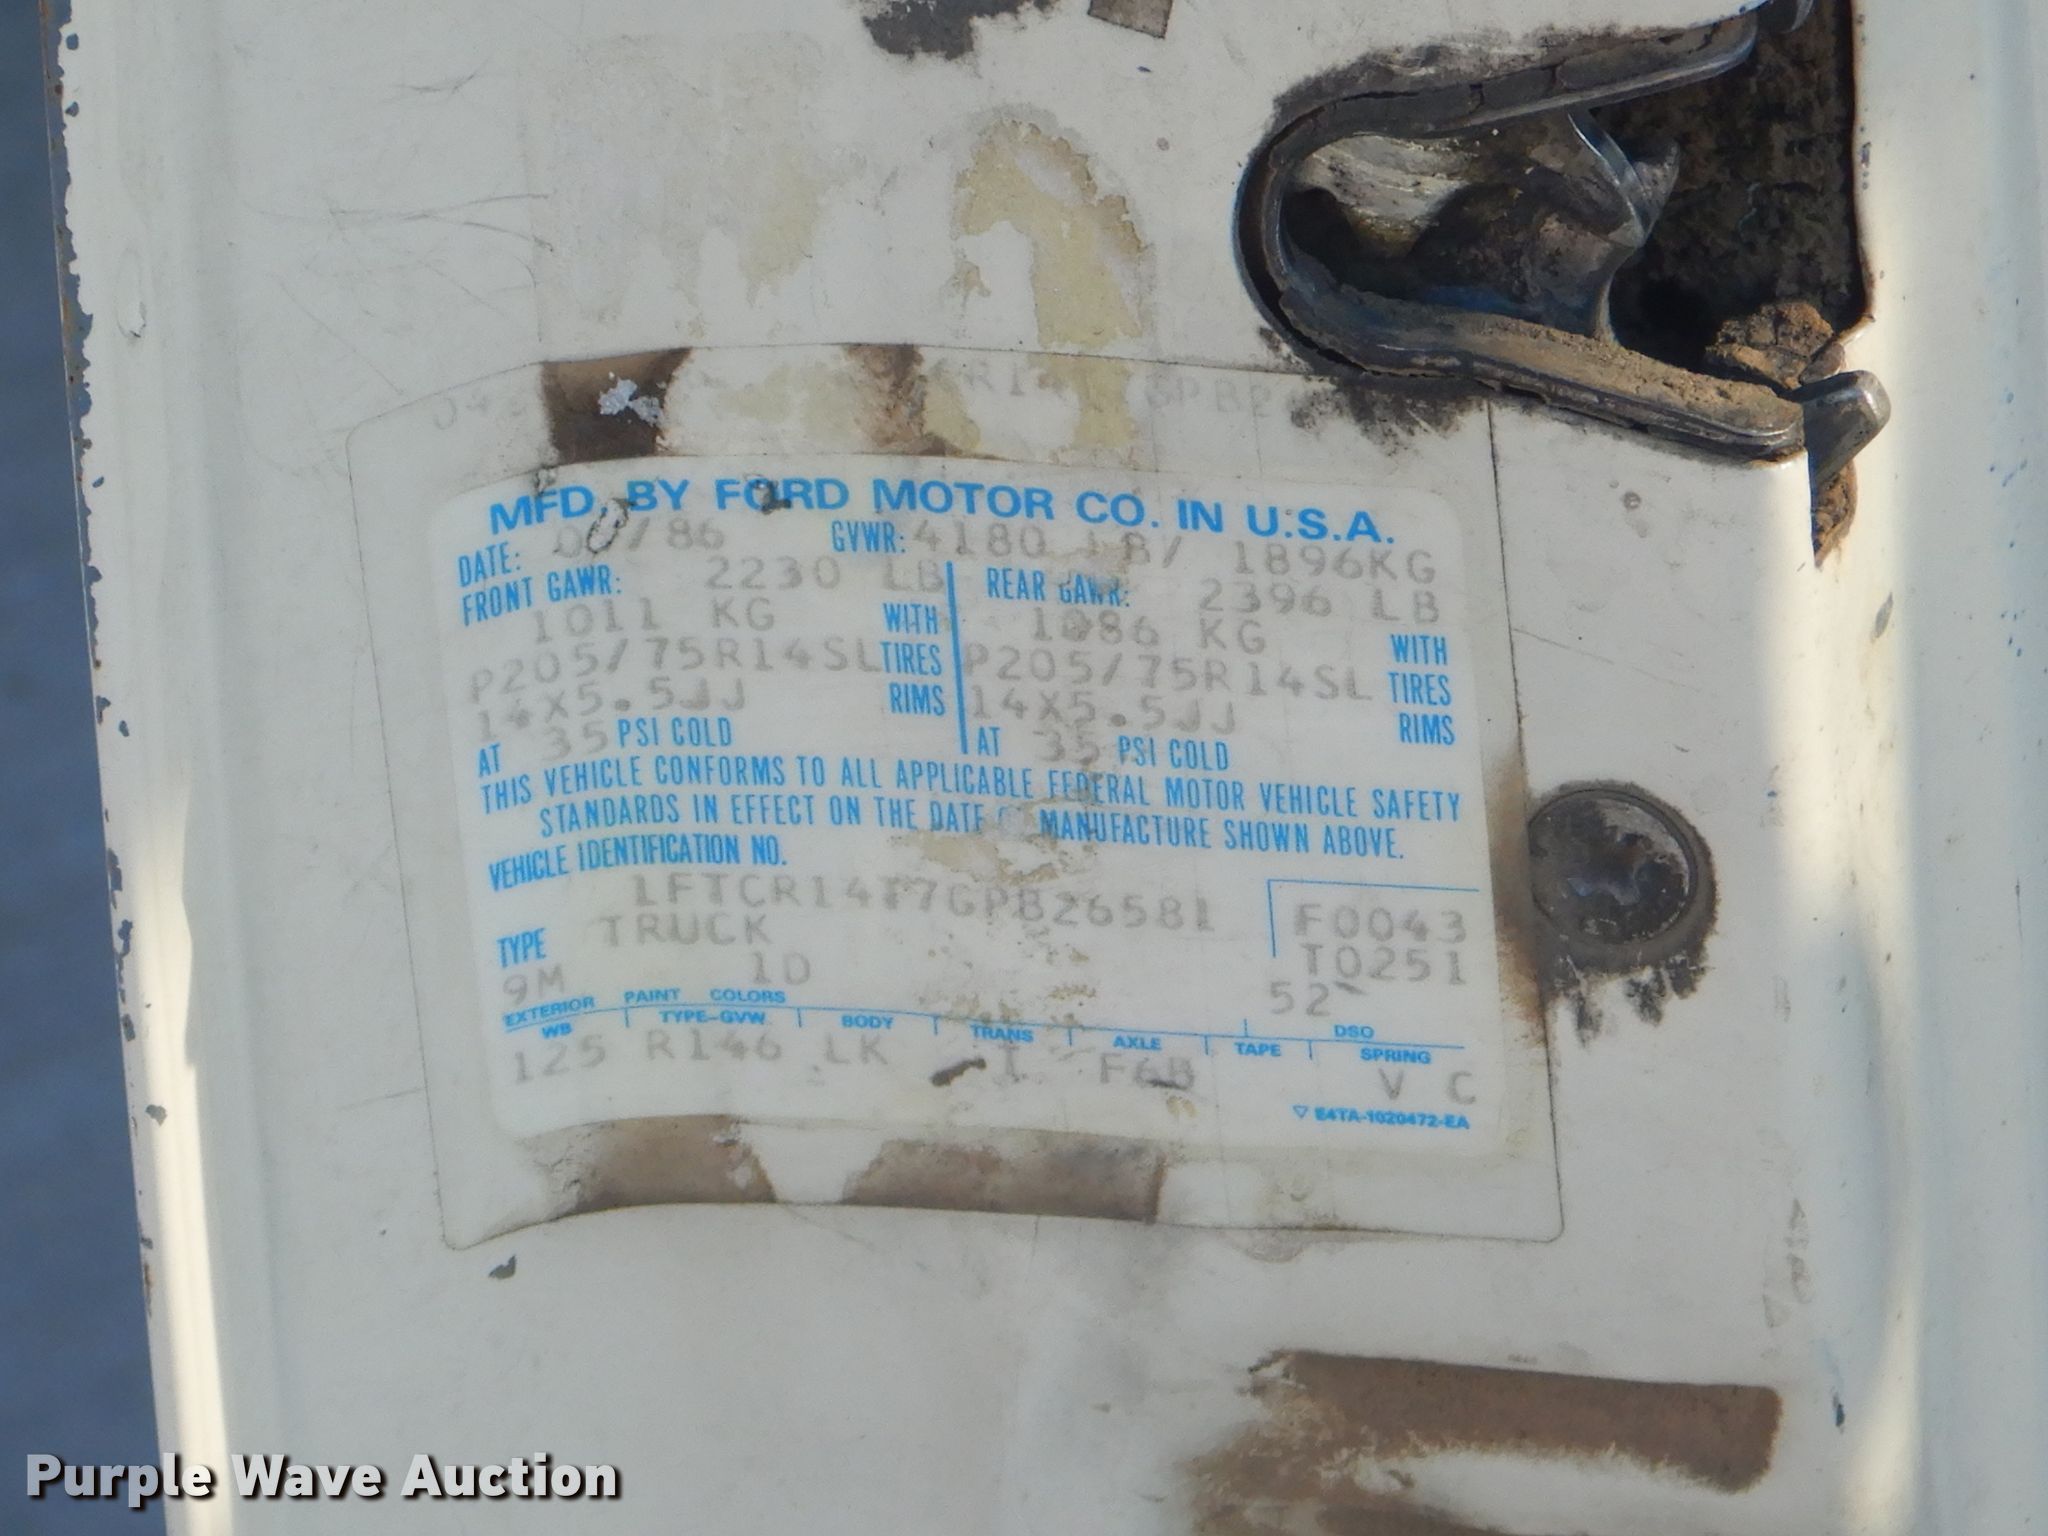 MFD. BY FORD MOTOR CO. IN U.S.A.
DATE: /86 GVWR: 4180 LB/ 1896KG
FRONT GAWR: 2230 LB REAR GAWR: 2396 LB
1011 KG WITH 1086 KG WITH
P205/75R14SL TIRES P205/75R14SL TIRES
14X5.5JJ RIMS 14X5.5JJ RIMS
AT 35 PSI COLD AT 35 PSI COLD
THIS VEHICLE CONFORMS TO ALL APPLICABLE FEDERAL MOTOR VEHICLE SAFETY
STANDARDS IN EFFECT ON THE DATE OF MANUFACTURE SHOWN ABOVE.
VEHICLE IDENTIFICATION NO.
1FTCR14T7GPB26581 F0043
TYPE TRUCK T0251
9M 1D 52
EXTERIOR PAINT COLORS DSO
WB TYPE-GVW BODY TRANS AXLE TAPE SPRING
125 R146 LK I F6B V C
▽ E4TA-1020472-EA
Purple Wave Auction